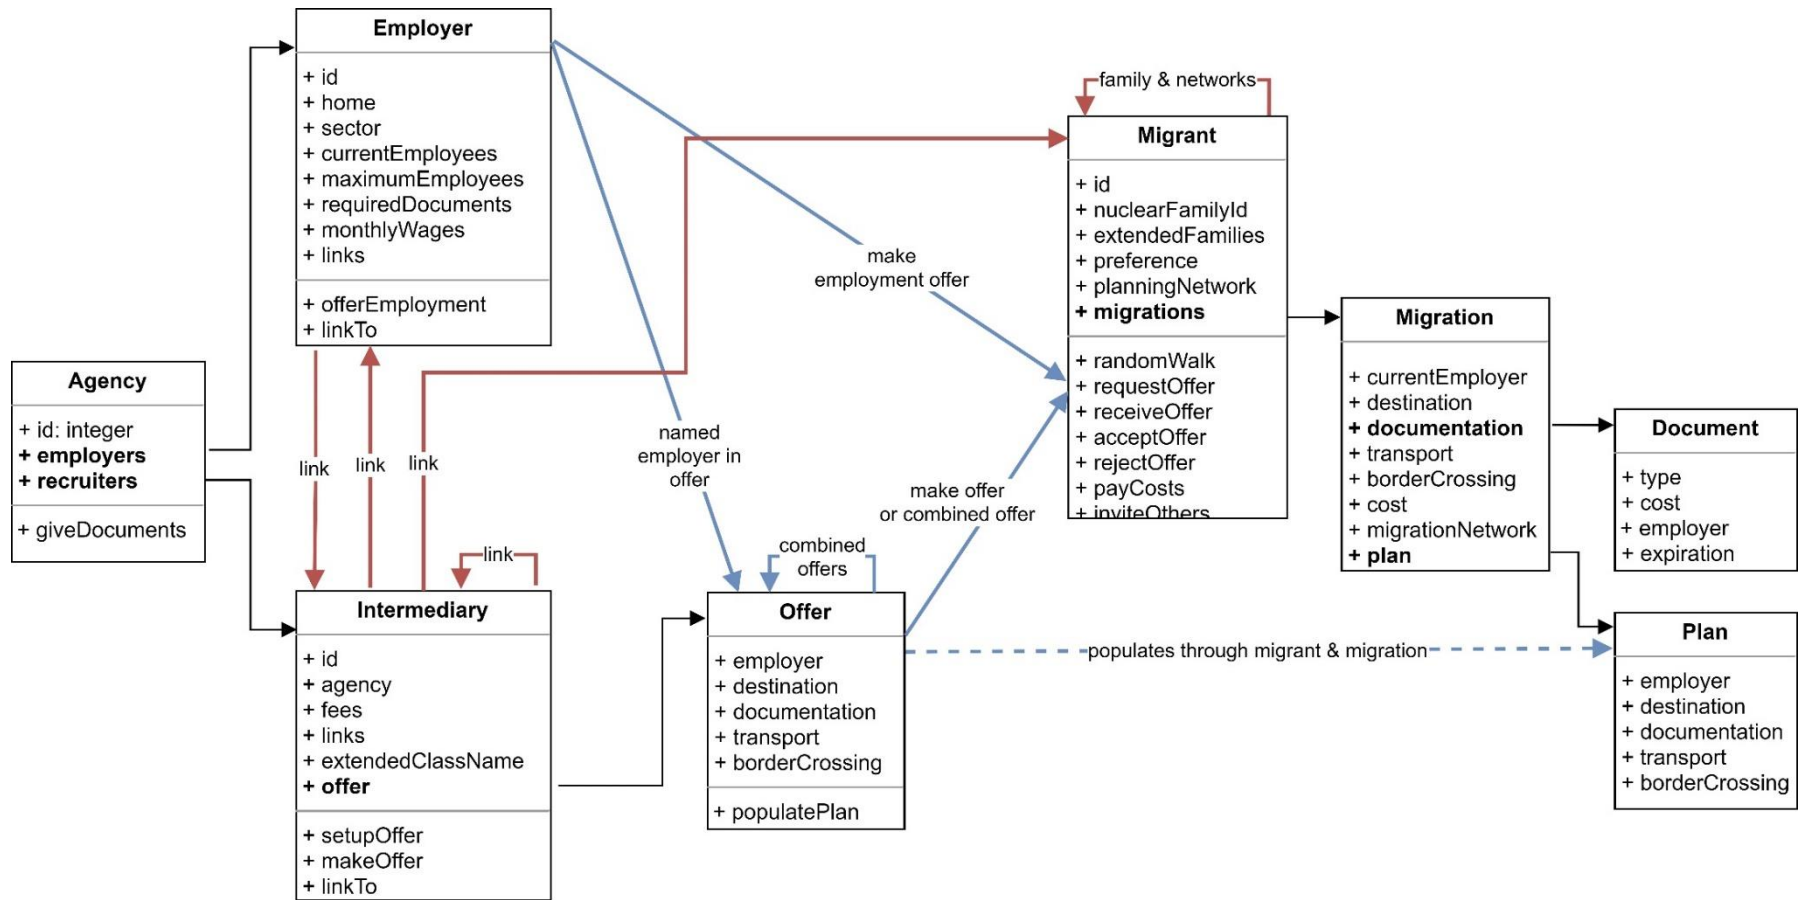 Employer
+ id
+ home
+ sector
+ currentEmployees
+ maximumEmployees
+ requiredDocuments
+ monthlyWages
+ links
+ offerEmployment
+ linkTo
Agency
+ id: integer
+ employers
+ recruiters
+ giveDocuments
link
link
link
link
Intermediary
+ id
+ agency
+ fees
+ links
+ extendedClassName
+ offer
+ setupOffer
+ makeOffer
+ linkTo
make
employment offer
named
employer in
offer
make offer
or combined offer
combined
offers
Offer
+ employer
+ destination
+ documentation
+ transport
+ borderCrossing
+ populatePlan
populates through migrant & migration
family & networks
Migrant
+ id
+ nuclearFamilyId
+ extendedFamilies
+ preference
+ planningNetwork
+ migrations
+ randomWalk
+ requestOffer
+ receiveOffer
+ acceptOffer
+ rejectOffer
+ payCosts
+ inviteOthers
Migration
+ currentEmployer
+ destination
+ documentation
+ transport
+ borderCrossing
+ cost
+ migrationNetwork
+ plan
Document
+ type
+ cost
+ employer
+ expiration
Plan
+ employer
+ destination
+ documentation
+ transport
+ borderCrossing